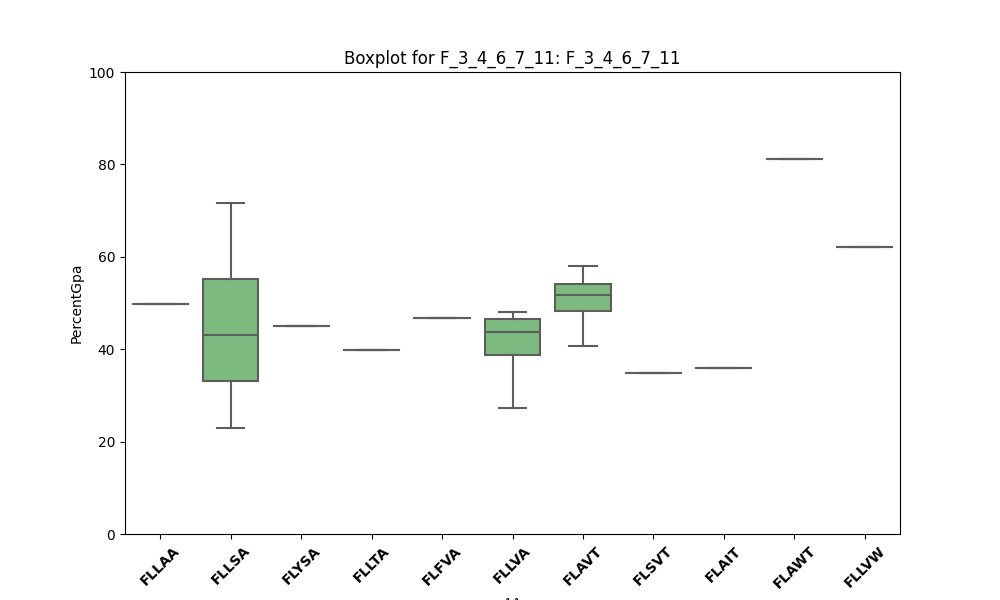 Boxplot for F_3_4_6_7_11: F_3_4_6_7_11
100
80
60
40
20
0
PercentGpa
FLLAA
FLLSA
FLYSA
FLLTA
FLFVA
FLLVA
FLAVT
FLSVT
FLAIT
FLAWT
FLLVW